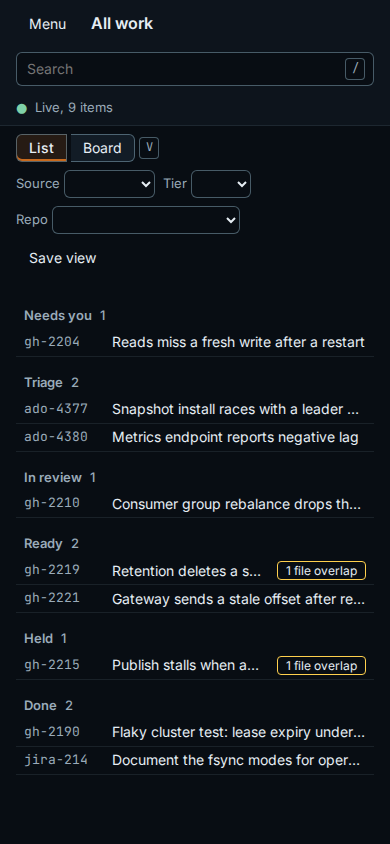 Menu All work
Search /
Live, 9 items
List Board V
Source Tier
Repo
Save view
Needs you 1
gh-2204 Reads miss a fresh write after a restart
Triage 2
ado-4377 Snapshot install races with a leader ...
ado-4380 Metrics endpoint reports negative lag
In review 1
gh-2210 Consumer group rebalance drops th...
Ready 2
gh-2219 Retention deletes a s... 1 file overlap
gh-2221 Gateway sends a stale offset after re...
Held 1
gh-2215 Publish stalls when a... 1 file overlap
Done 2
gh-2190 Flaky cluster test: lease expiry under...
jira-214 Document the fsync modes for oper...